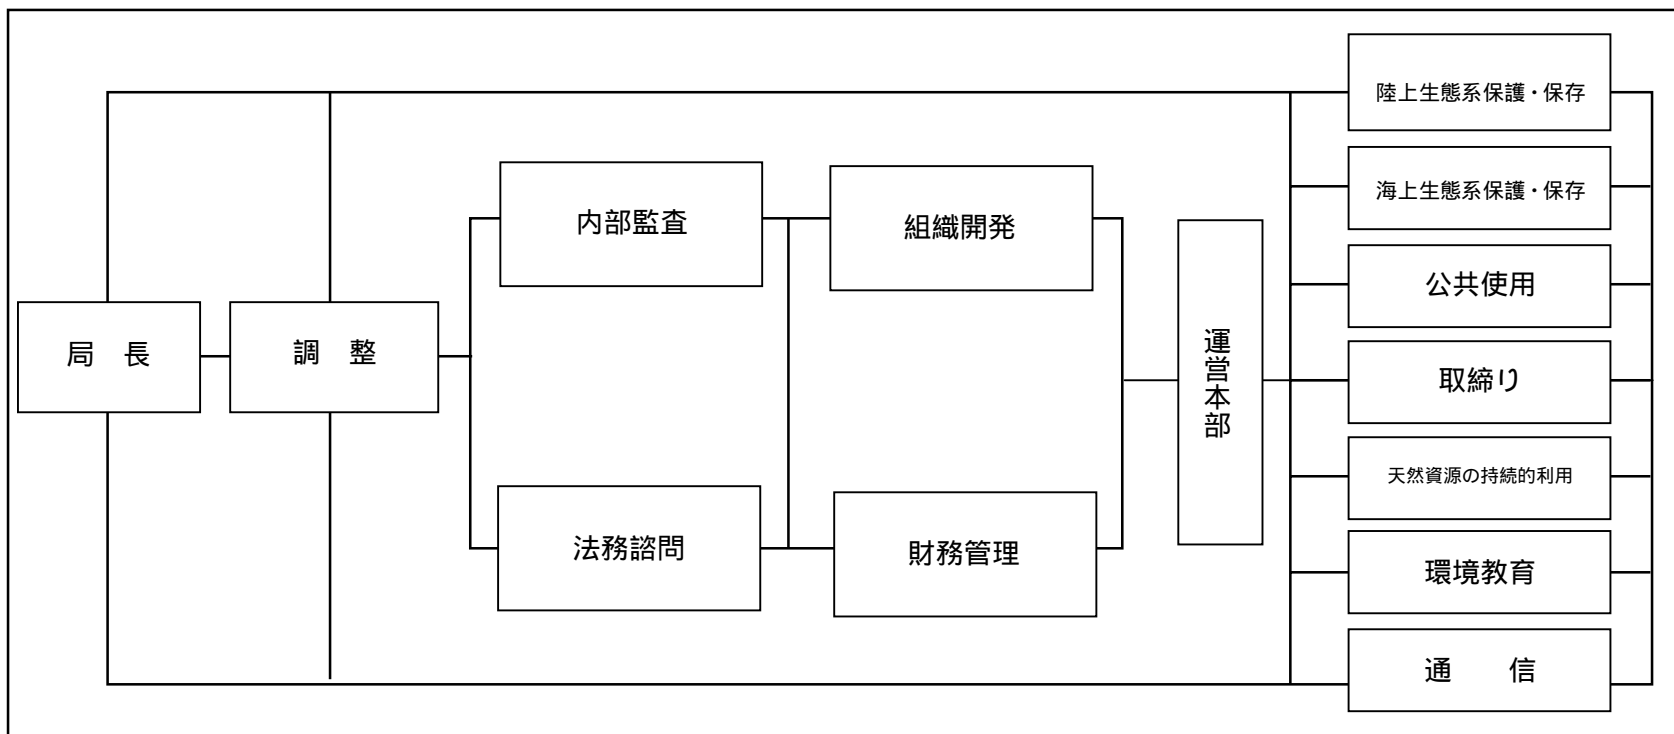 局　長
調　整
内部監査
法務諮問
組織開発
財務管理
運営本部
陸上生態系保護・保存
海上生態系保護・保存
公共使用
取締り
天然資源の持続的利用
環境教育
通　　信